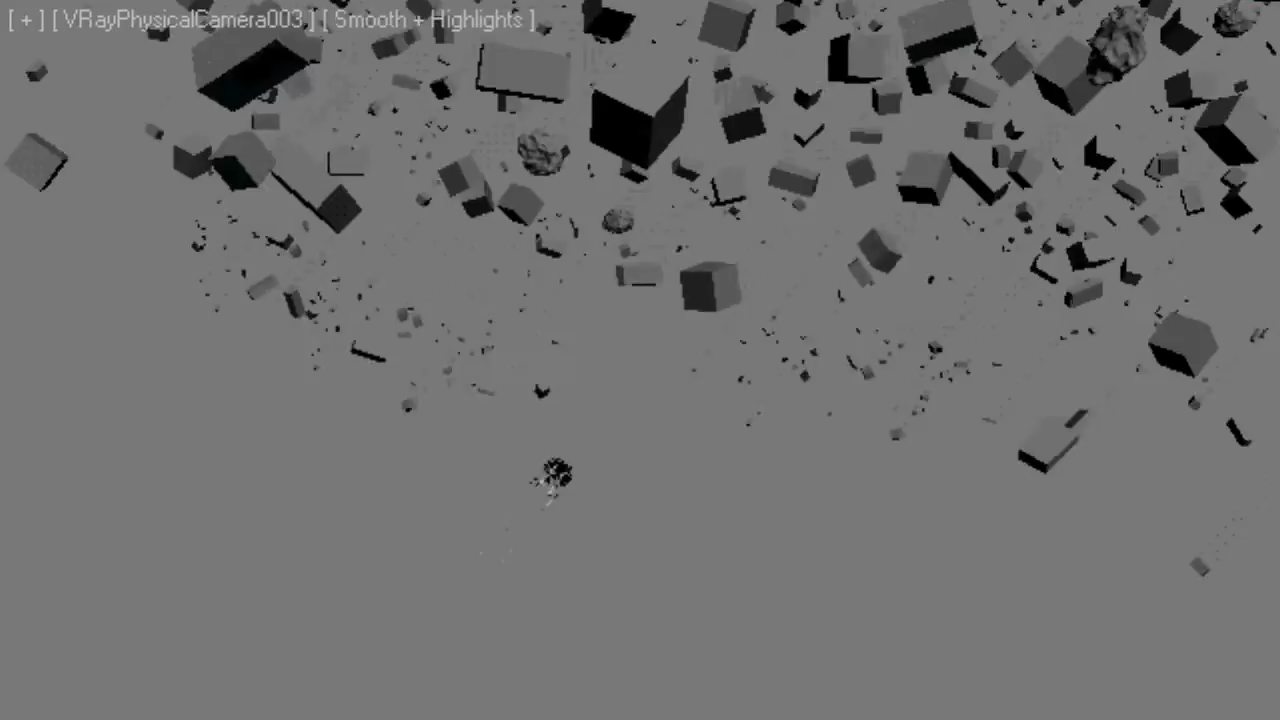 [ + ] [ VRayPhysicalCamera003 ] [ Smooth + Highlights ]